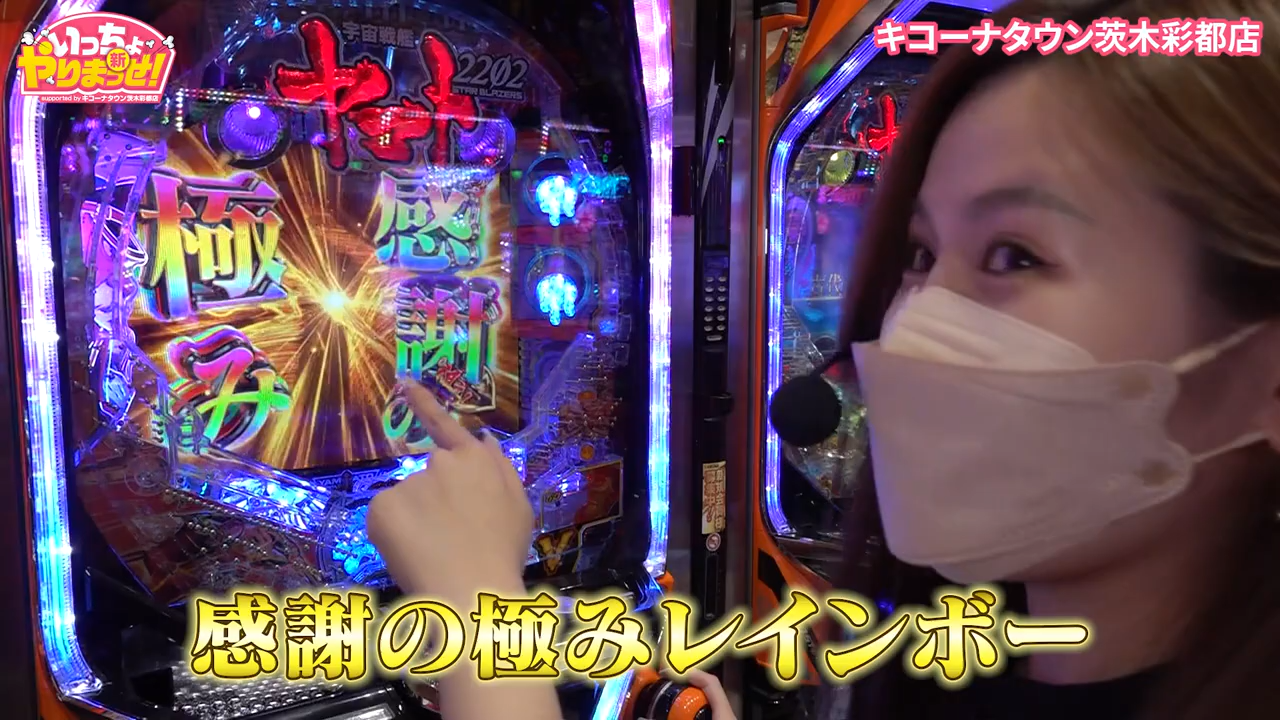 いっちょ
新
やりまっせ!
supported by キコーナタウン茨木彩都店
キコーナタウン茨木彩都店
宇宙戦艦
ヤマト
2202
STAR BLAZERS
感謝の
極み
感謝の極みレインボー